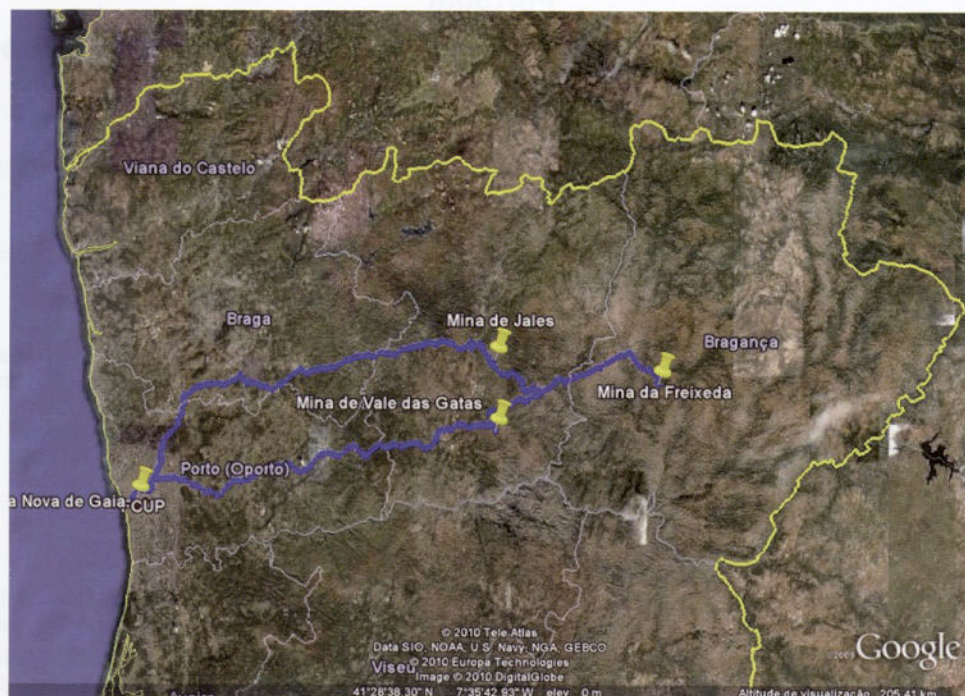 Viana do Castelo
Braga
Mina de Jales
Bragança
Mina de Vale das Gatas
Mina da Freixeda
Porto (Oporto)
a Nova de Gaia
CUP
© 2010 Tele Atlas
Data SIO, NOAA, U.S. Navy, NGA, GEBCO
© 2010 Europa Technologies
Image © 2010 DigitalGlobe
Viseu
2009 Google
41°28'38.30" N 7°35'42.93" W elev 0 m
Altitude de visualização 205.41 km